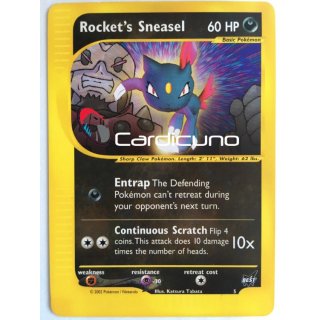 Rocket's Sneasel 60 HP
Basic Pokémon
Cardicuno
Sharp Claw Pokémon. Length: 2' 11", Weight: 62 lbs.
Entrap The Defending
Pokémon can't retreat during
your opponent's next turn.
Continuous Scratch Flip 4
coins. This attack does 10 damage
times the number of heads.
10x
weakness resistance retreat cost
-30
BEST
©2002 Pokémon / Nintendo Illus. Katsura Tabata 5